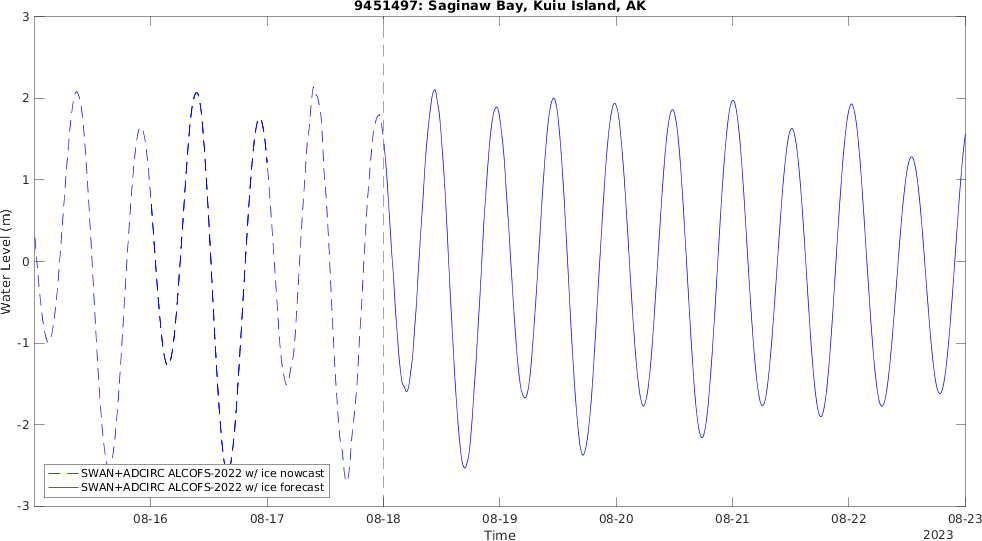 9451497: Saginaw Bay, Kuiu Island, AK
3
2
1
0
-1
-2
-3
Water Level (m)
SWAN+ADCIRC ALCOFS-2022 w/ ice nowcast
SWAN+ADCIRC ALCOFS-2022 w/ ice forecast
08-16 08-17 08-18 08-19 08-20 08-21 08-22 08-23
Time
2023